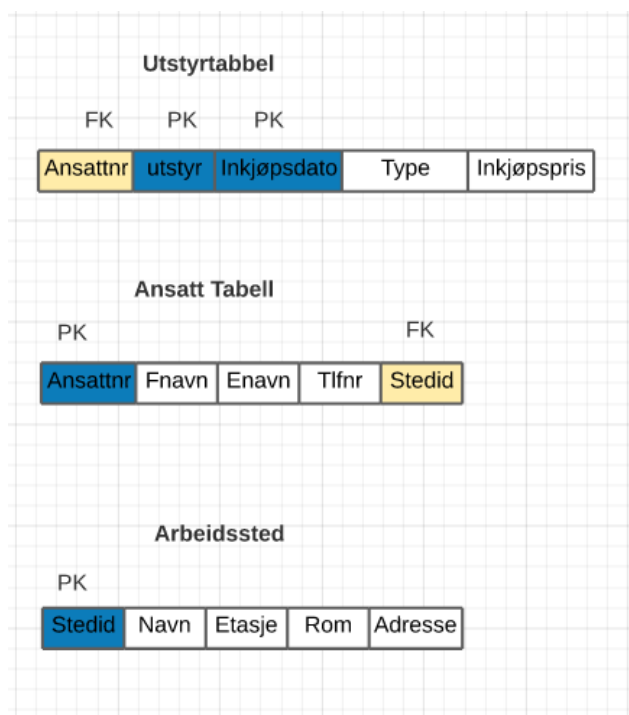 Utstyrtabbel
FK PK PK
Ansattnr utstyr Inkjøpsdato Type Inkjøpspris
Ansatt Tabell
PK FK
Ansattnr Fnavn Enavn Tlfnr Stedid
Arbeidssted
PK
Stedid Navn Etasje Rom Adresse